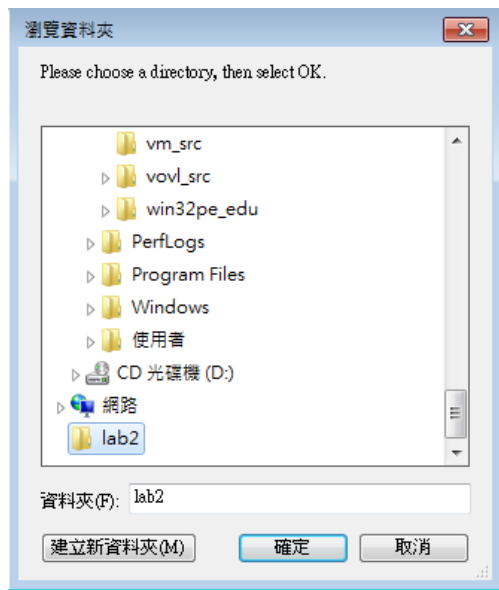 瀏覽資料夾
Please choose a directory, then select OK.
vm_src
vovl_src
win32pe_edu
PerfLogs
Program Files
Windows
使用者
CD 光碟機 (D:)
網路
lab2
資料夾(F): lab2
建立新資料夾(M) 確定 取消